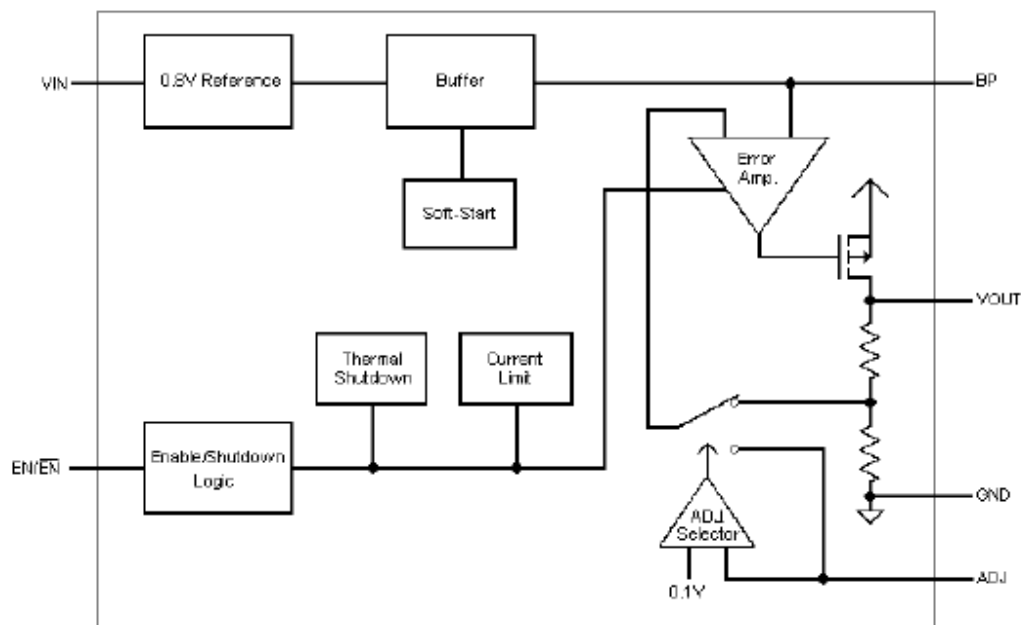 VIN
0.8V Reference
Buffer
BP
Error
Amp.
Soft-Start
VOUT
Thermal
Shutdown
Current
Limit
EN/EN
Enable/Shutdown
Logic
GND
ADJ
Selector
0.1V
ADJ